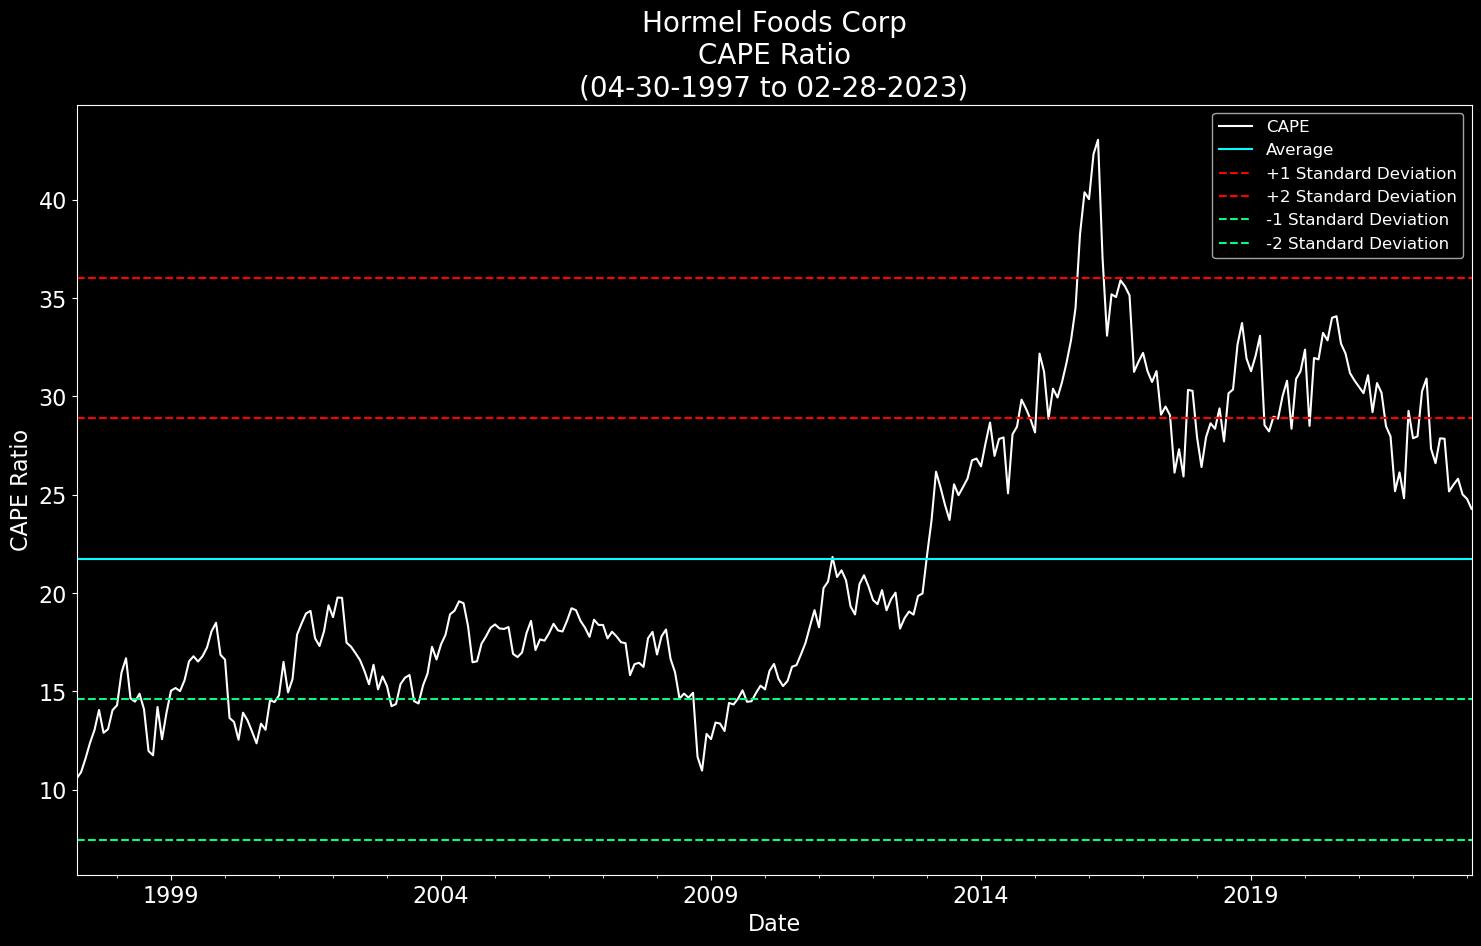 Hormel Foods Corp
CAPE Ratio
(04-30-1997 to 02-28-2023)
CAPE
Average
+1 Standard Deviation
+2 Standard Deviation
-1 Standard Deviation
-2 Standard Deviation
40
35
30
25
20
15
10
CAPE Ratio
1999
2004
2009
2014
2019
Date